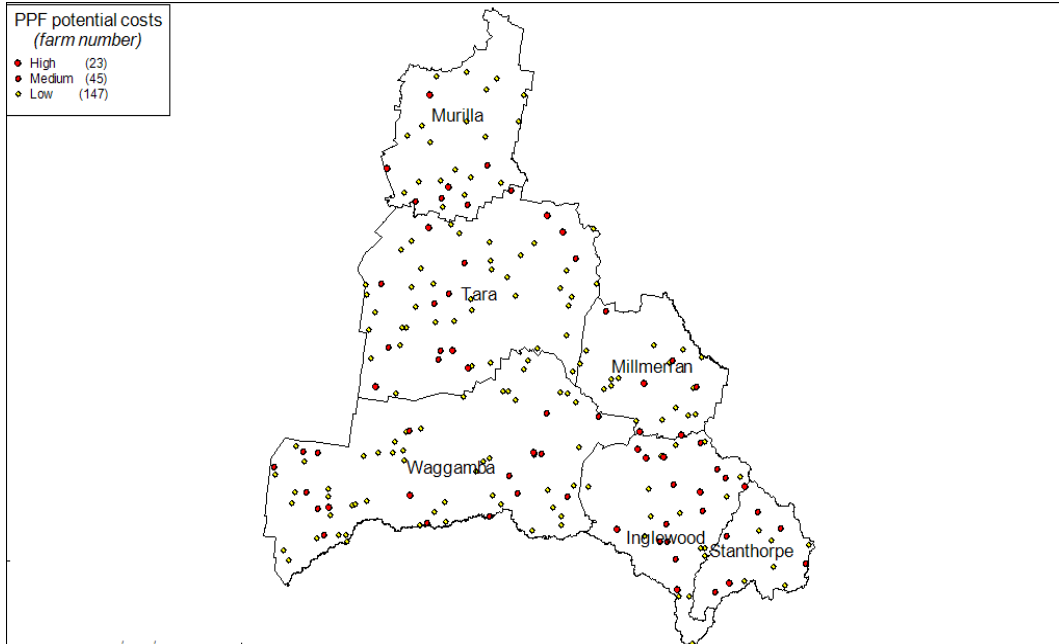 PPF potential costs
(farm number)
High (23)
Medium (45)
Low (147)
Murilla
Tara
Millmerran
Waggamba
Inglewood
Stanthorpe